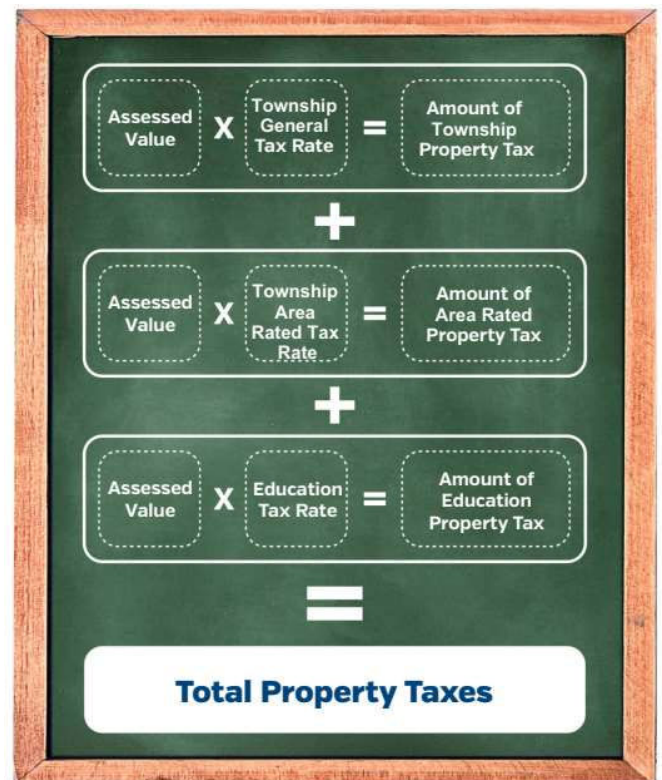 Assessed
Value
X
Township
General
Tax Rate
=
Amount of
Township
Property Tax
+
Assessed
Value
X
Township
Area
Rated Tax
Rate
=
Amount of
Area Rated
Property Tax
+
Assessed
Value
X
Education
Tax Rate
=
Amount of
Education
Property Tax
=
Total Property Taxes